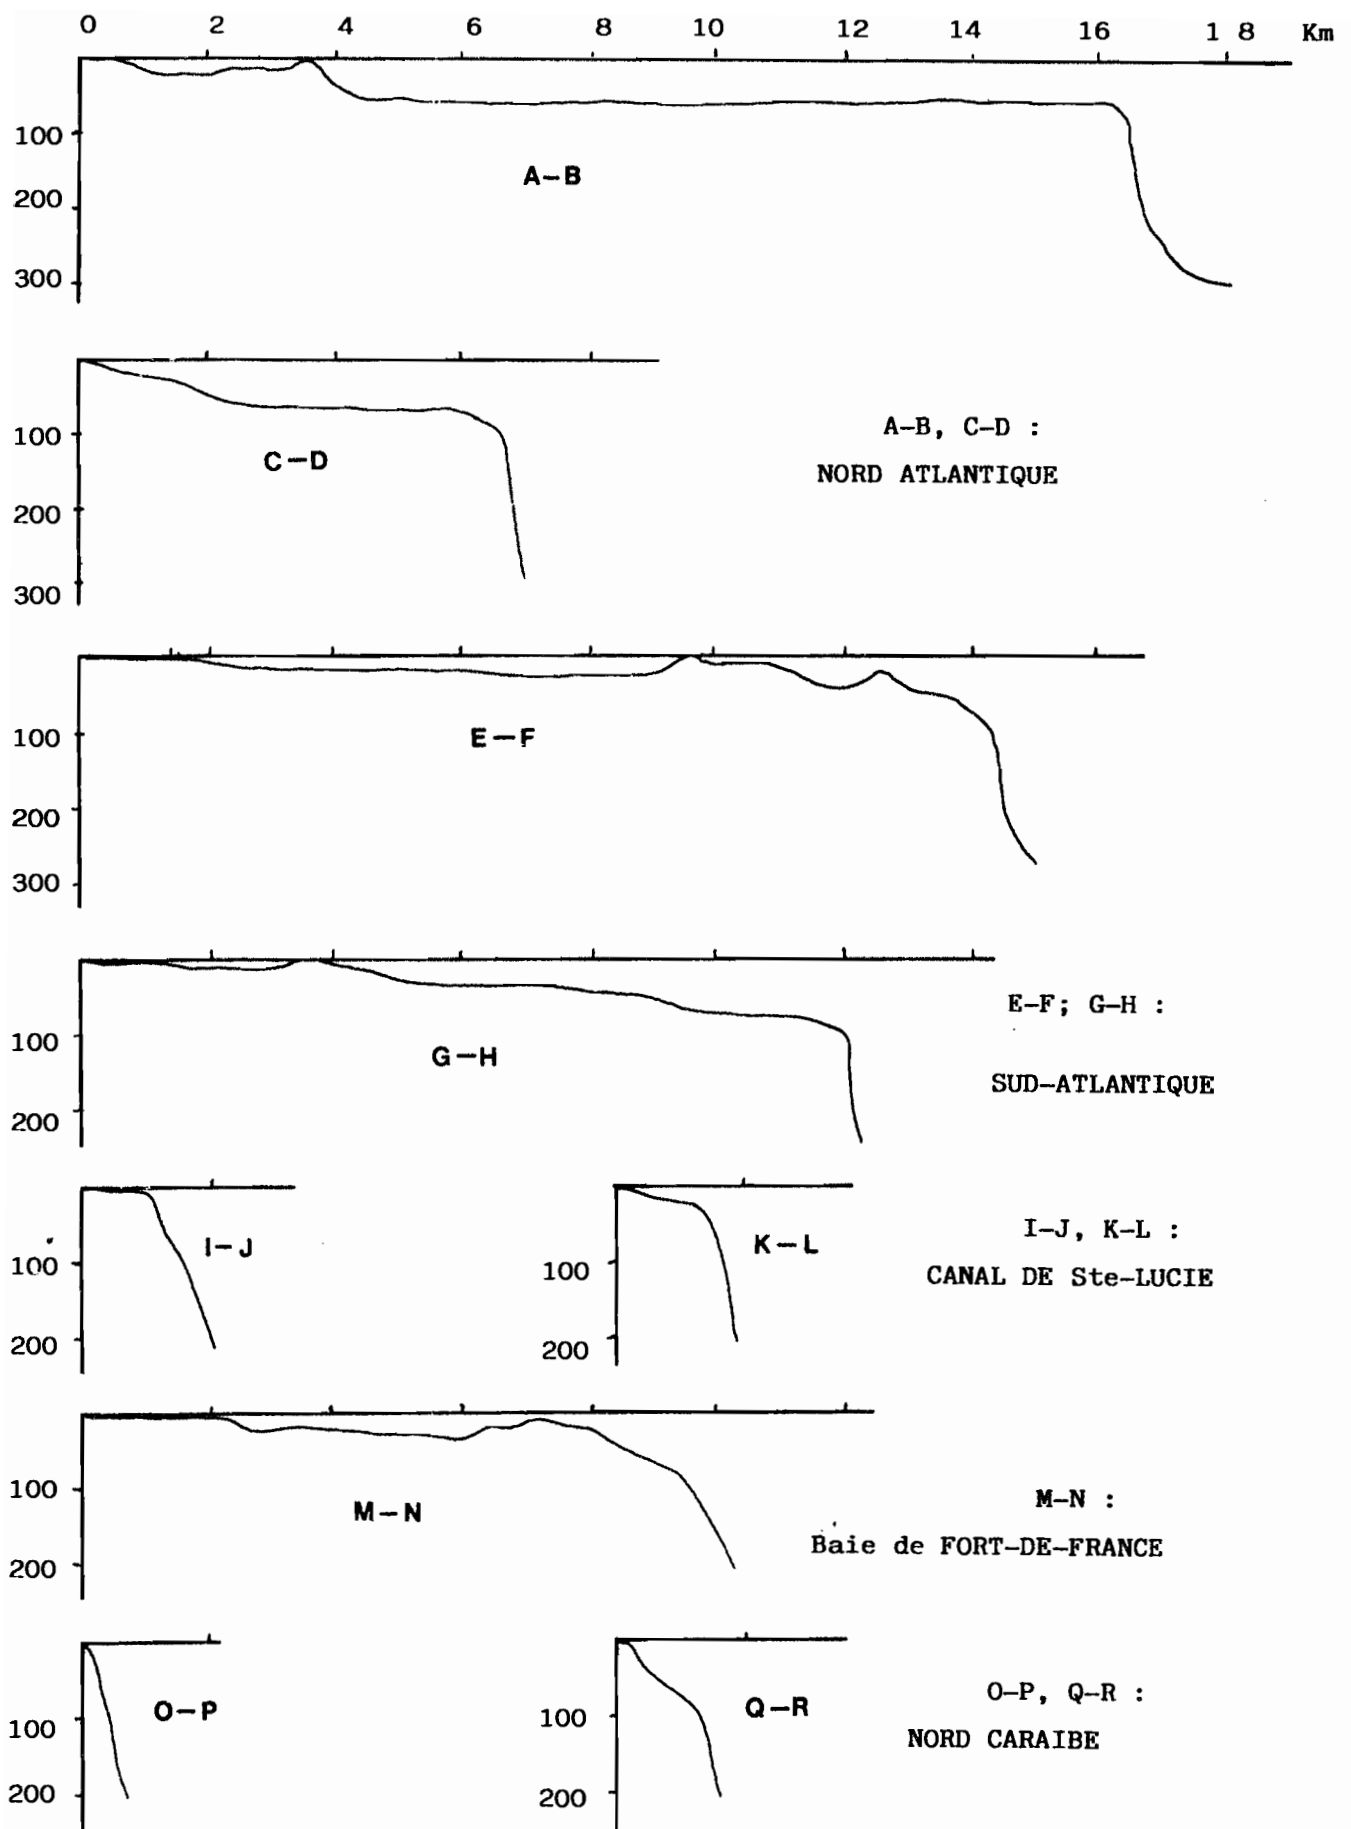 0 2 4 6 8 10 12 14 16 1 8 Km
100
A-B
200
300
100
C-D
200
300
A-B, C-D :
NORD ATLANTIQUE
100
E-F
200
300
100
G-H
200
E-F; G-H :
SUD-ATLANTIQUE
I-J
100
200
K-L
100
200
I-J, K-L :
CANAL DE Ste-LUCIE
100
M-N
200
M-N :
Baie de FORT-DE-FRANCE
O-P
100
200
Q-R
100
200
O-P, Q-R :
NORD CARAIBE